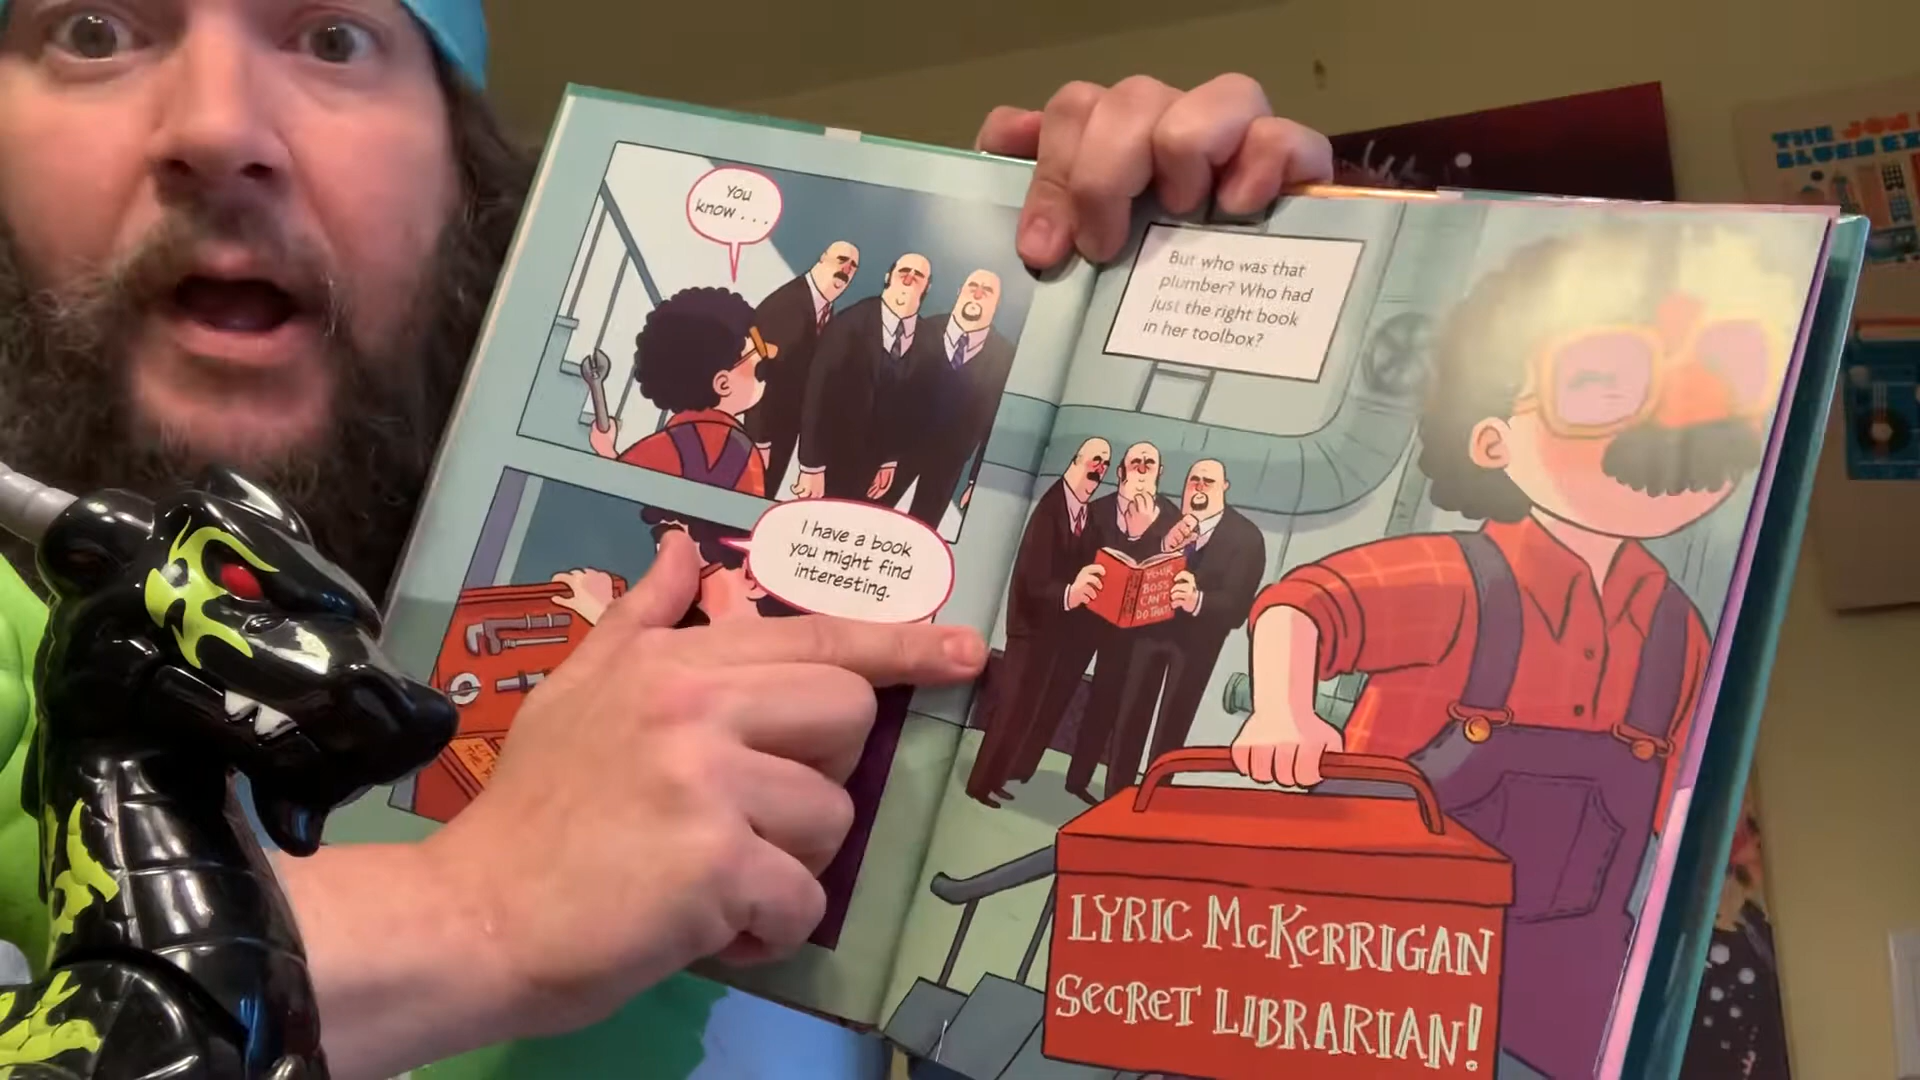 You
know . . .
I have a book
you might find
interesting.
But who was that
plumber? Who had
just the right book
in her toolbox?
YOUR
BOSS
CAN'T
DO THAT!
LYRIC McKERRIGAN
SECRET LIBRARIAN!
THE